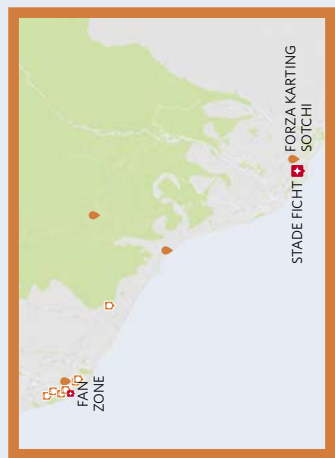 FAN
ZONE
STADE FICHT
FORZA KARTING
SOTCHI